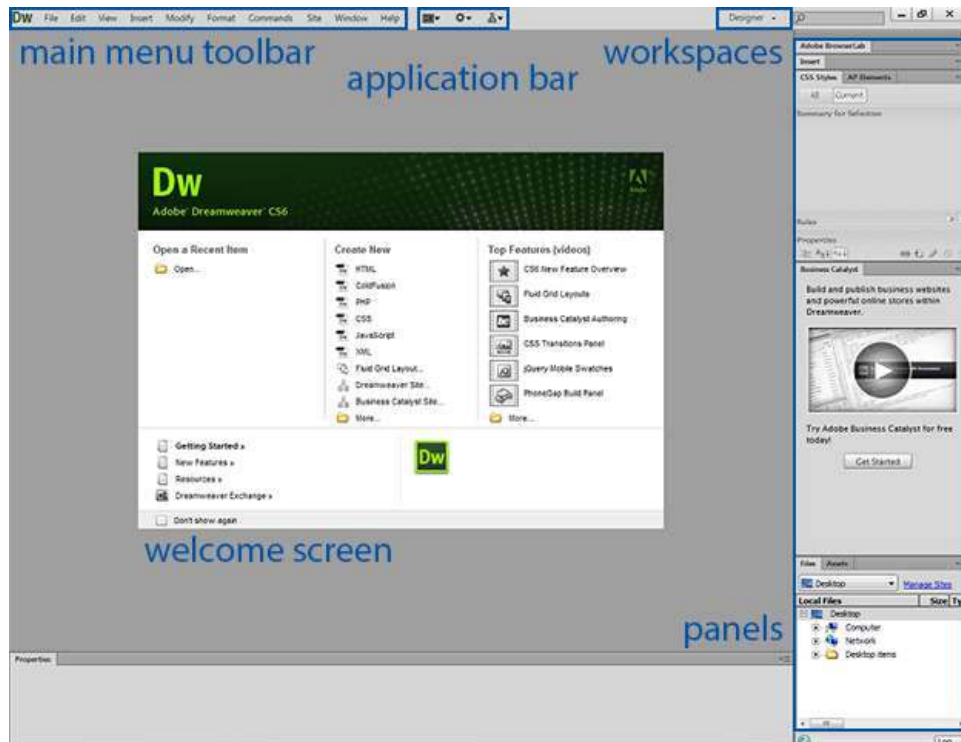 Dw File Edit View Insert Modify Format Commands Site Window Help
Designer
main menu toolbar
application bar
workspaces
Adobe BrowserLab
Insert
CSS Styles AP Elements
All Current
Summary for Selection
Rules
Properties
Business Catalyst
Build and publish business websites
and powerful online stores within
Dreamweaver.
Try Adobe Business Catalyst for free
today!
Get Started
Dw
Adobe Dreamweaver CS6
Adobe
Open a Recent Item
Open...
Create New
HTML
ColdFusion
PHP
CSS
JavaScript
XML
Fluid Grid Layout...
Dreamweaver Site...
Business Catalyst Site...
More...
Top Features (videos)
CS6 New Feature Overview
Fluid Grid Layouts
Business Catalyst Authoring
CSS Transitions Panel
jQuery Mobile Swatches
PhoneGap Build Panel
More...
Getting Started »
New Features »
Resources »
Dreamweaver Exchange »
Dw
Don't show again
welcome screen
panels
Files Assets
Desktop Manage Sites
Local Files Size Ty
Desktop
Computer
Network
Desktop items
Properties